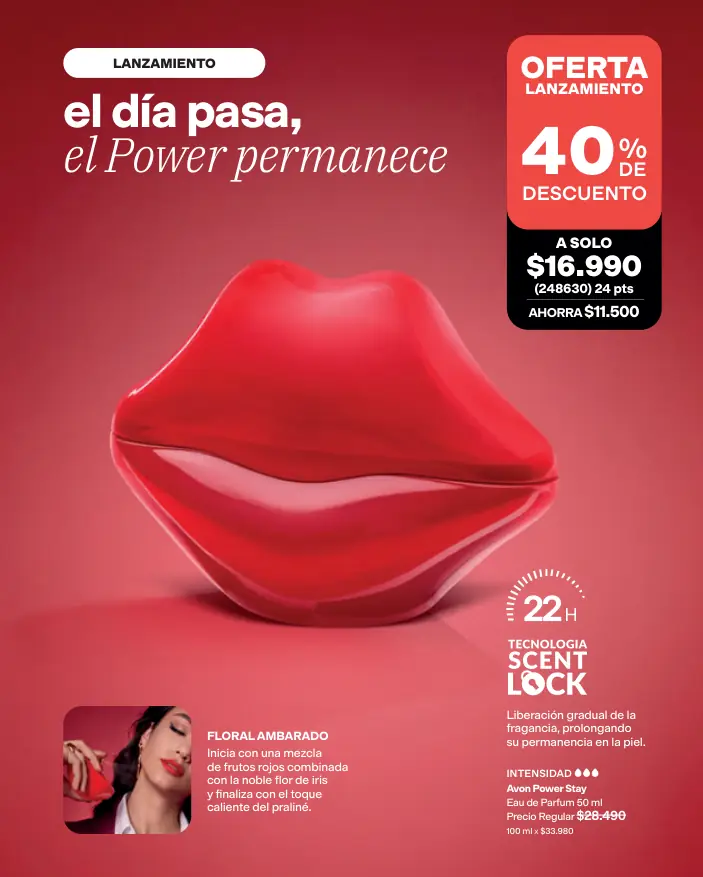 LANZAMIENTO
el día pasa,
el Power permanece
OFERTA
LANZAMIENTO
40%
DE
DESCUENTO
A SOLO
$16.990
(248630) 24 pts
AHORRA $11.500
22 H
TECNOLOGIA
SCENT
LOCK
Liberación gradual de la
fragancia, prolongando
su permanencia en la piel.
FLORAL AMBARADO
Inicia con una mezcla
de frutos rojos combinada
con la noble flor de iris
y finaliza con el toque
caliente del praliné.
INTENSIDAD
Avon Power Stay
Eau de Parfum 50 ml
Precio Regular $28.490
100 ml x $33.980